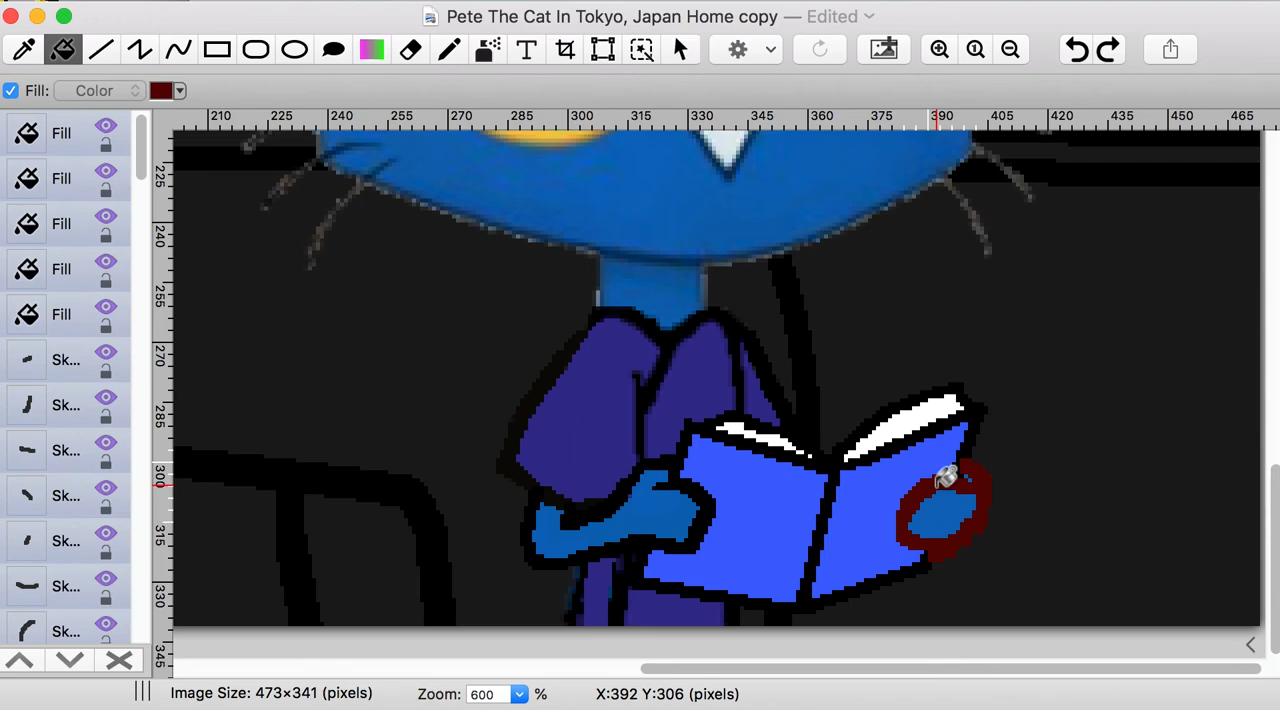 Pete The Cat In Tokyo, Japan Home copy — Edited
T
Fill: Color
210 225 240 255 270 285 300 315 330 345 360 375 390 405 420 435 450 465
Fill
Fill
Fill
Fill
Fill
Sk...
Sk...
Sk...
Sk...
Sk...
Sk...
Sk...
225
240
255
270
285
300
315
330
345
Image Size: 473×341 (pixels) Zoom: 600 % X:392 Y:306 (pixels)